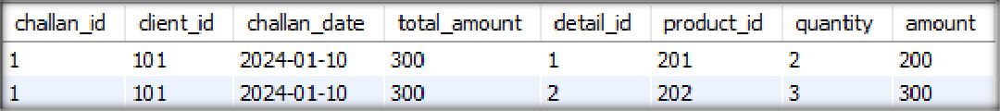 challan_id client_id challan_date total_amount detail_id product_id quantity amount
1 101 2024-01-10 300 1 201 2 200
1 101 2024-01-10 300 2 202 3 300